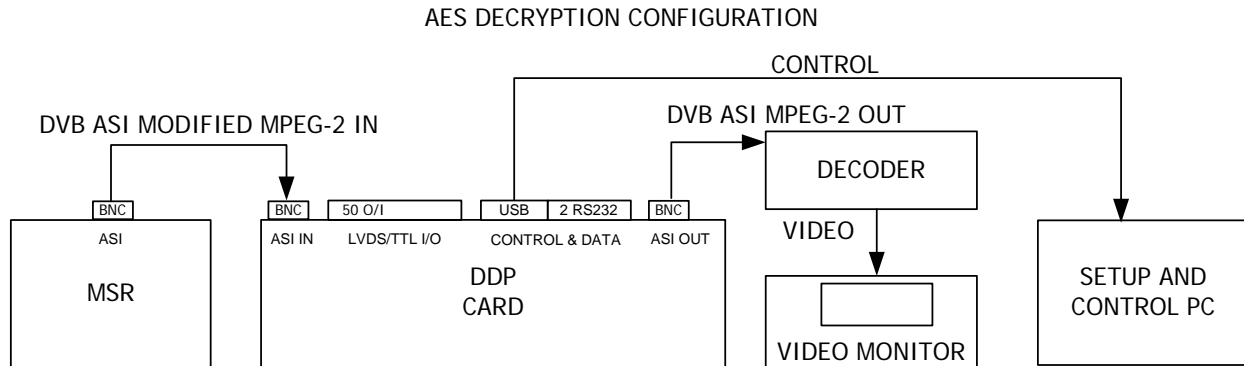 AES DECRYPTION CONFIGURATION
CONTROL
DVB ASI MODIFIED MPEG-2 IN
DVB ASI MPEG-2 OUT
DECODER
BNC
BNC
50 O/I
USB
2 RS232
BNC
ASI
ASI IN
LVDS/TTL I/O
CONTROL & DATA
ASI OUT
VIDEO
MSR
DDP
CARD
SETUP AND
CONTROL PC
VIDEO MONITOR